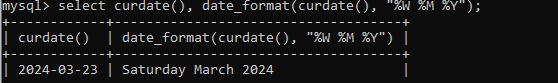 mysql> select curdate(), date_format(curdate(), "%W %M %Y");
+------------+------------------------------------+
| curdate()  | date_format(curdate(), "%W %M %Y") |
+------------+------------------------------------+
| 2024-03-23 | Saturday March 2024                |